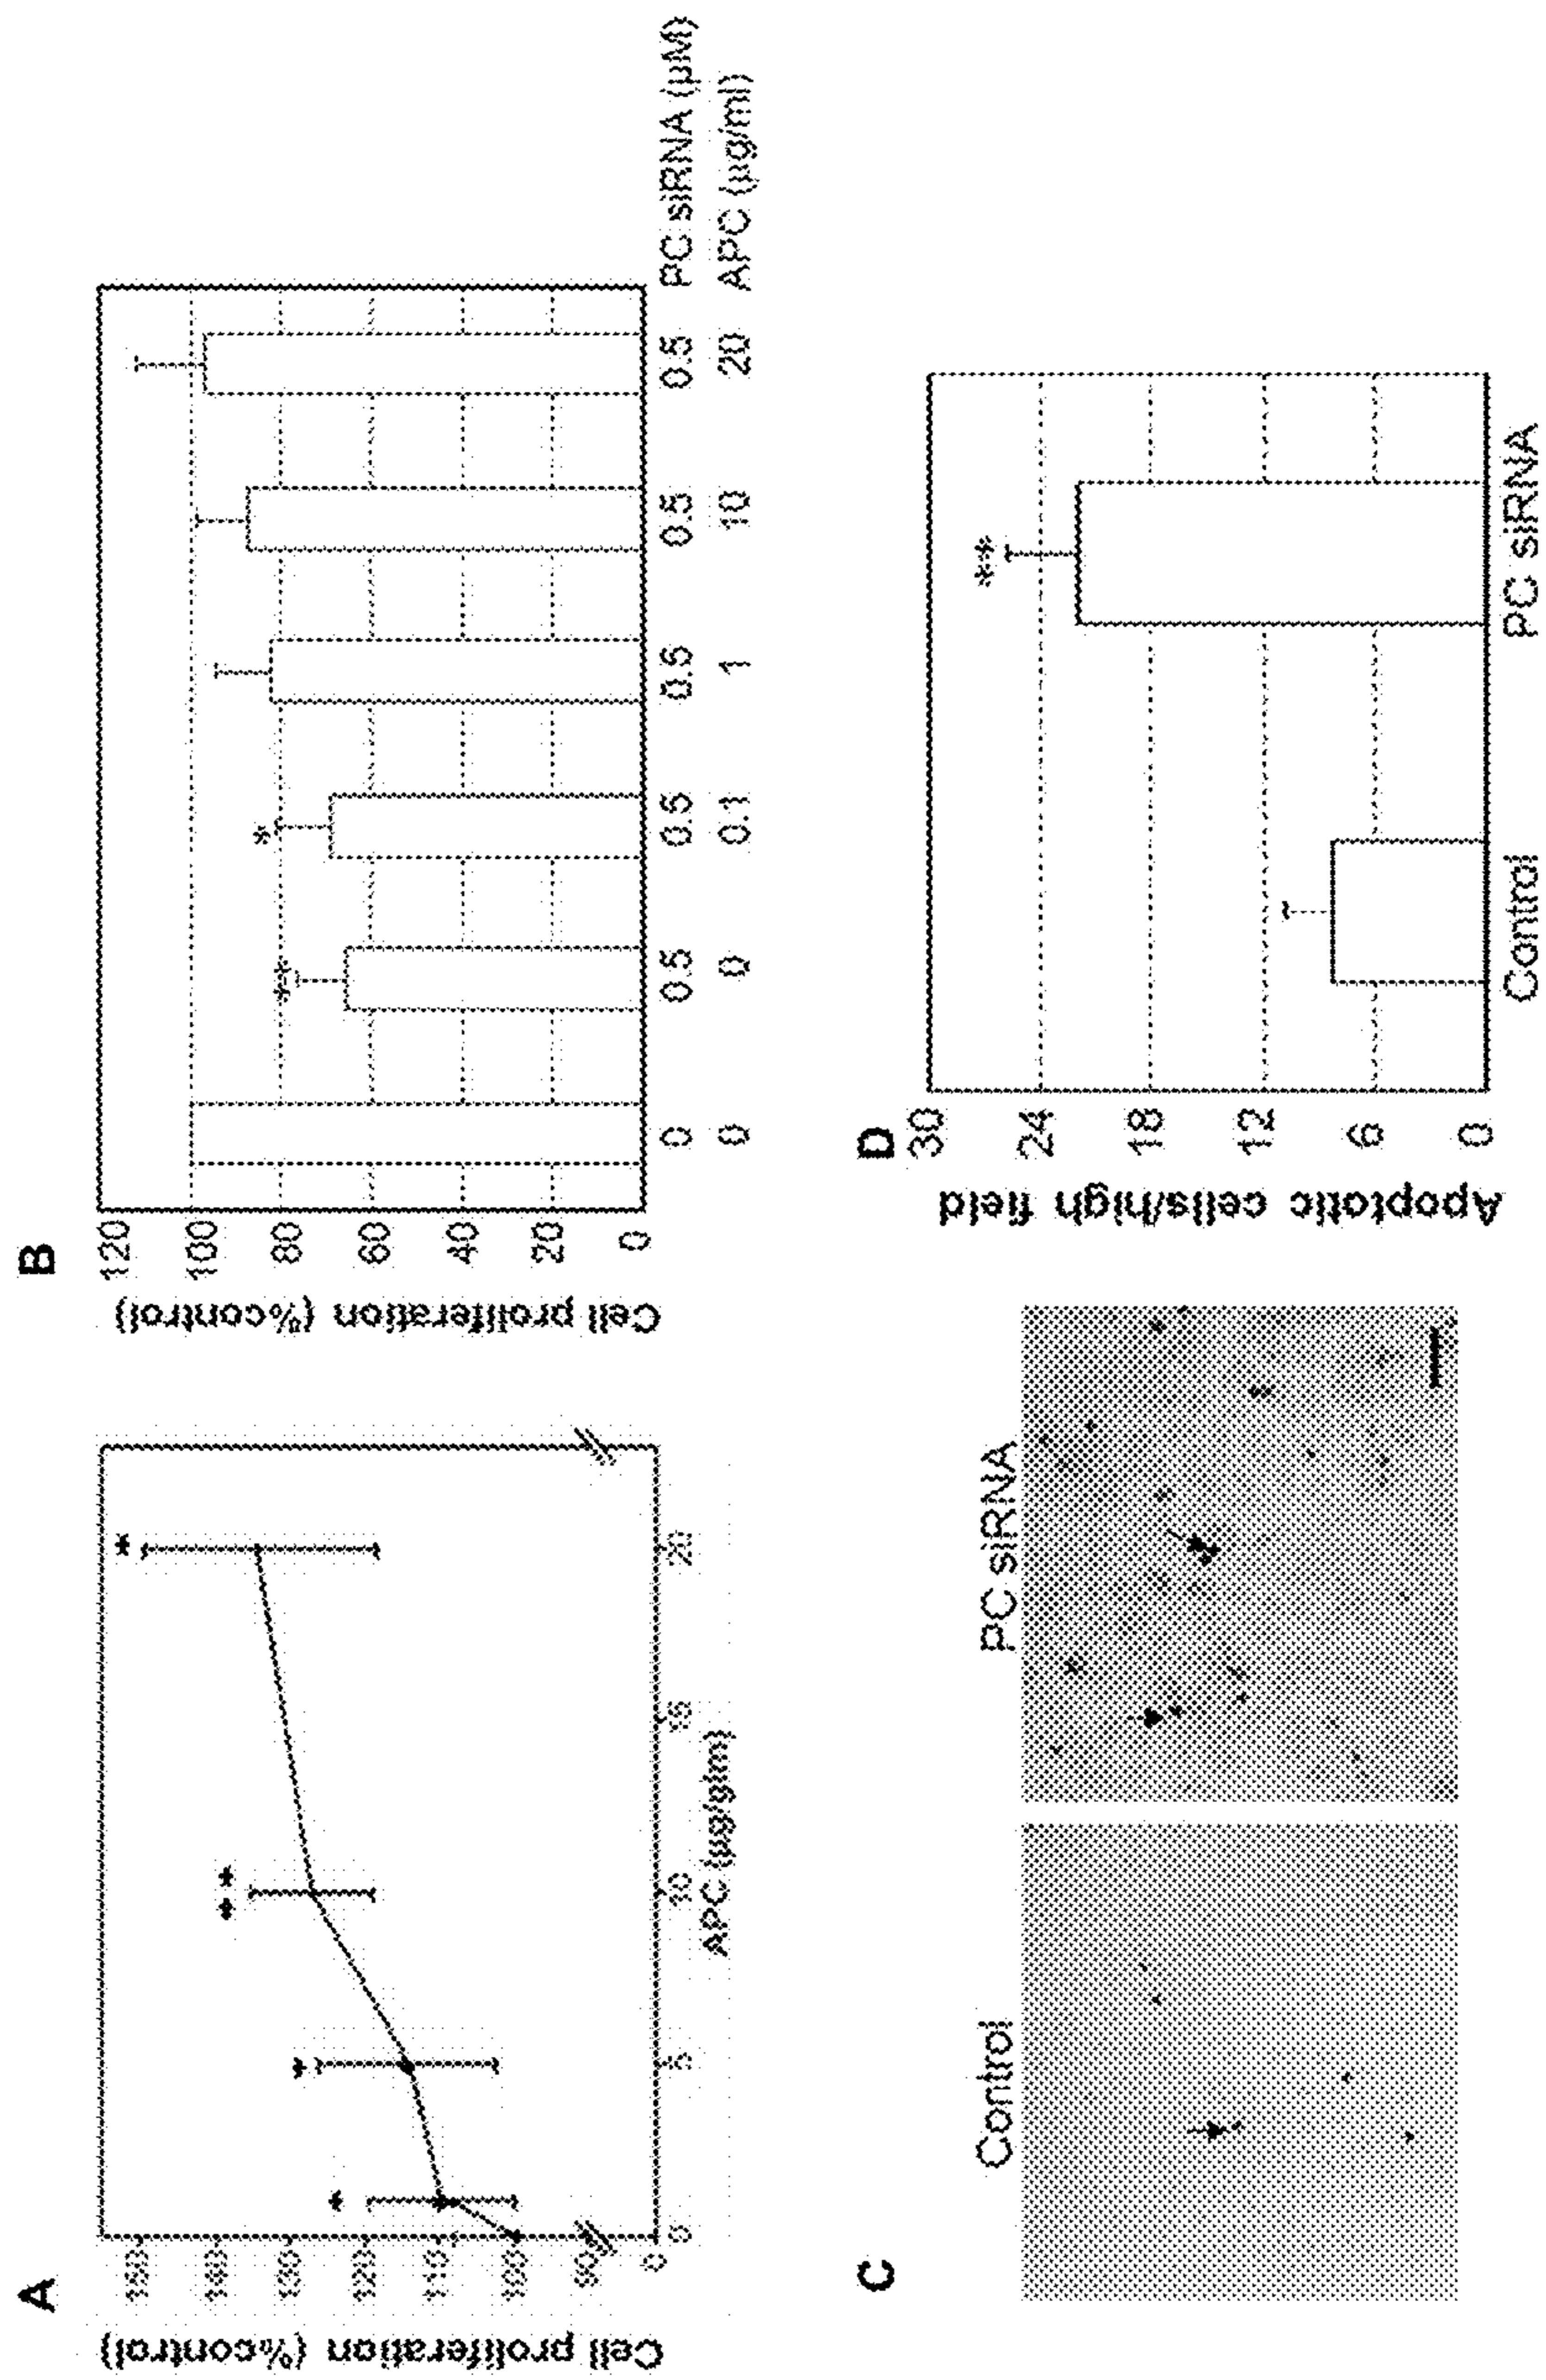 A
Cell proliferation (%control)
150
140
130
120
110
100
90
0
0
5
10
15
20
APC (µg/glm)
*
*
**
*
B
Cell proliferation (%control)
120
100
80
60
40
20
0
**
*
0 0.5 0.5 0.5 0.5 0.5 PC siRNA (µM)
0 0 0.1 1 10 20 APC (µg/ml)
C
Control
PC siRNA
D
Apoptotic cells/high field
30
24
18
12
6
0
**
Control
PC siRNA